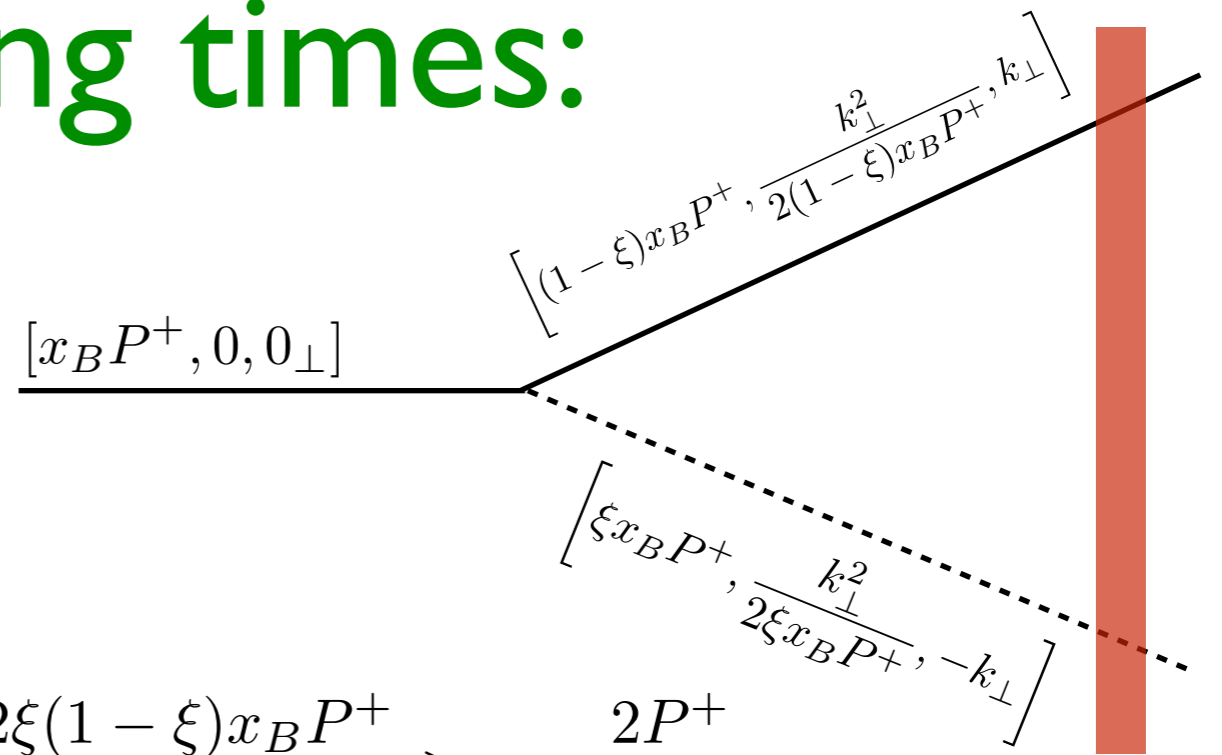 ng times:
[(1 − ξ)x_B P^+, k_⊥^2 / 2(1 − ξ)x_B P^+, k_⊥]
[x_B P^+, 0, 0_⊥]
[ξx_B P^+, k_⊥^2 / 2ξx_B P^+, −k_⊥]
2ξ(1 − ξ)x_B P^+ 2P^+